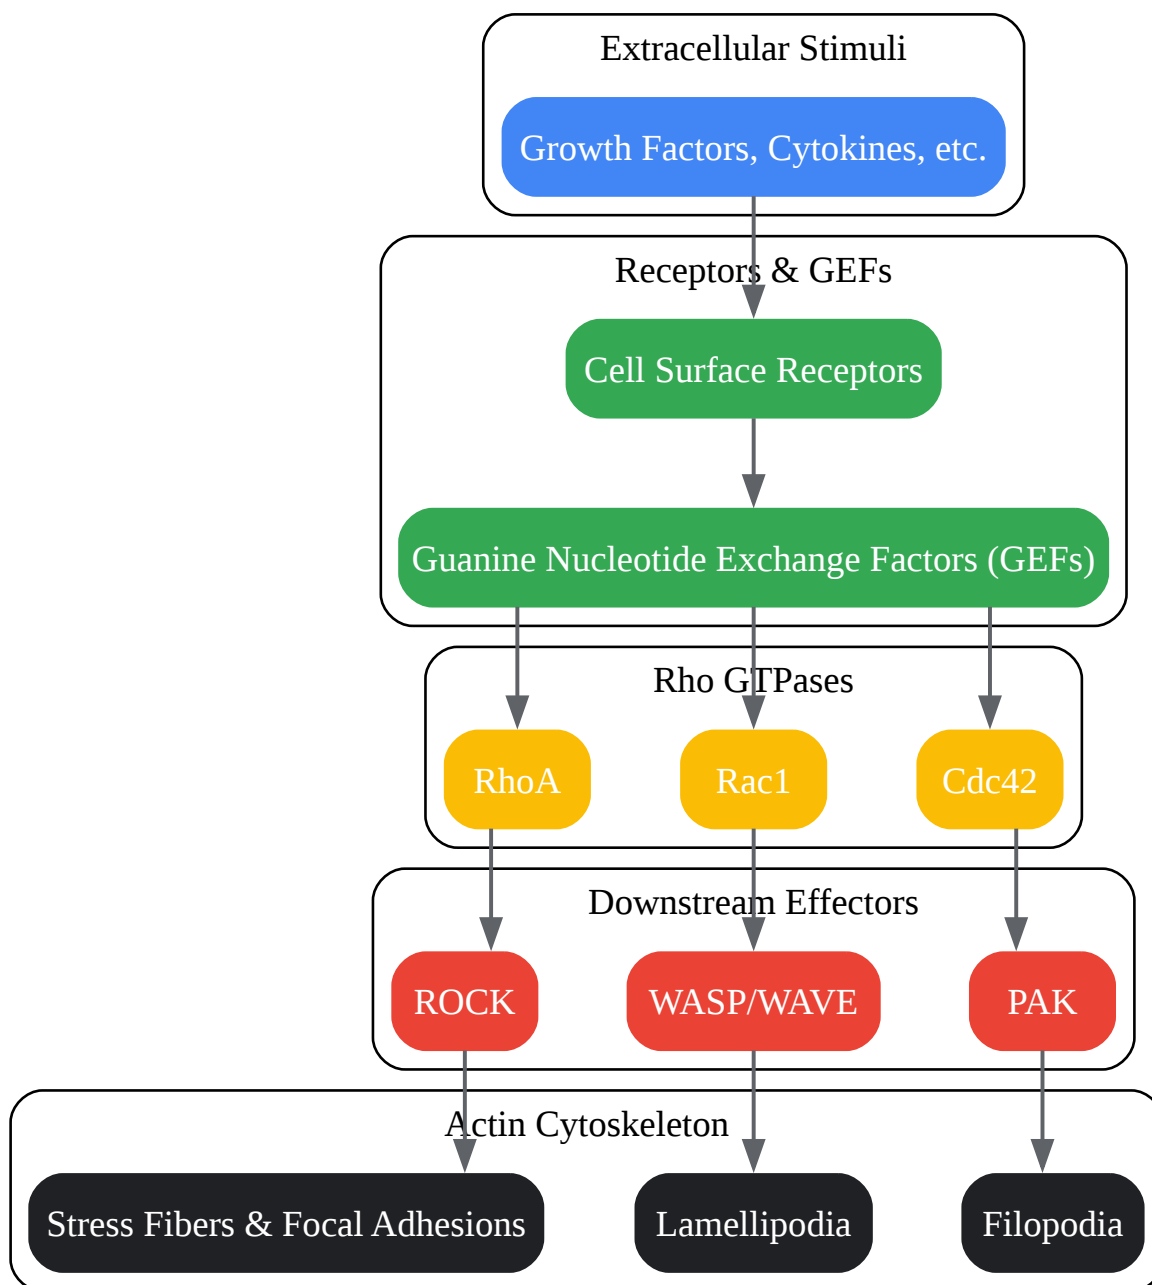 Extracellular Stimuli
Growth Factors, Cytokines, etc.
Receptors & GEFs
Cell Surface Receptors
Guanine Nucleotide Exchange Factors (GEFs)
Rho GTPases
RhoA
Rac1
Cdc42
Downstream Effectors
ROCK
WASP/WAVE
PAK
Actin Cytoskeleton
Stress Fibers & Focal Adhesions
Lamellipodia
Filopodia